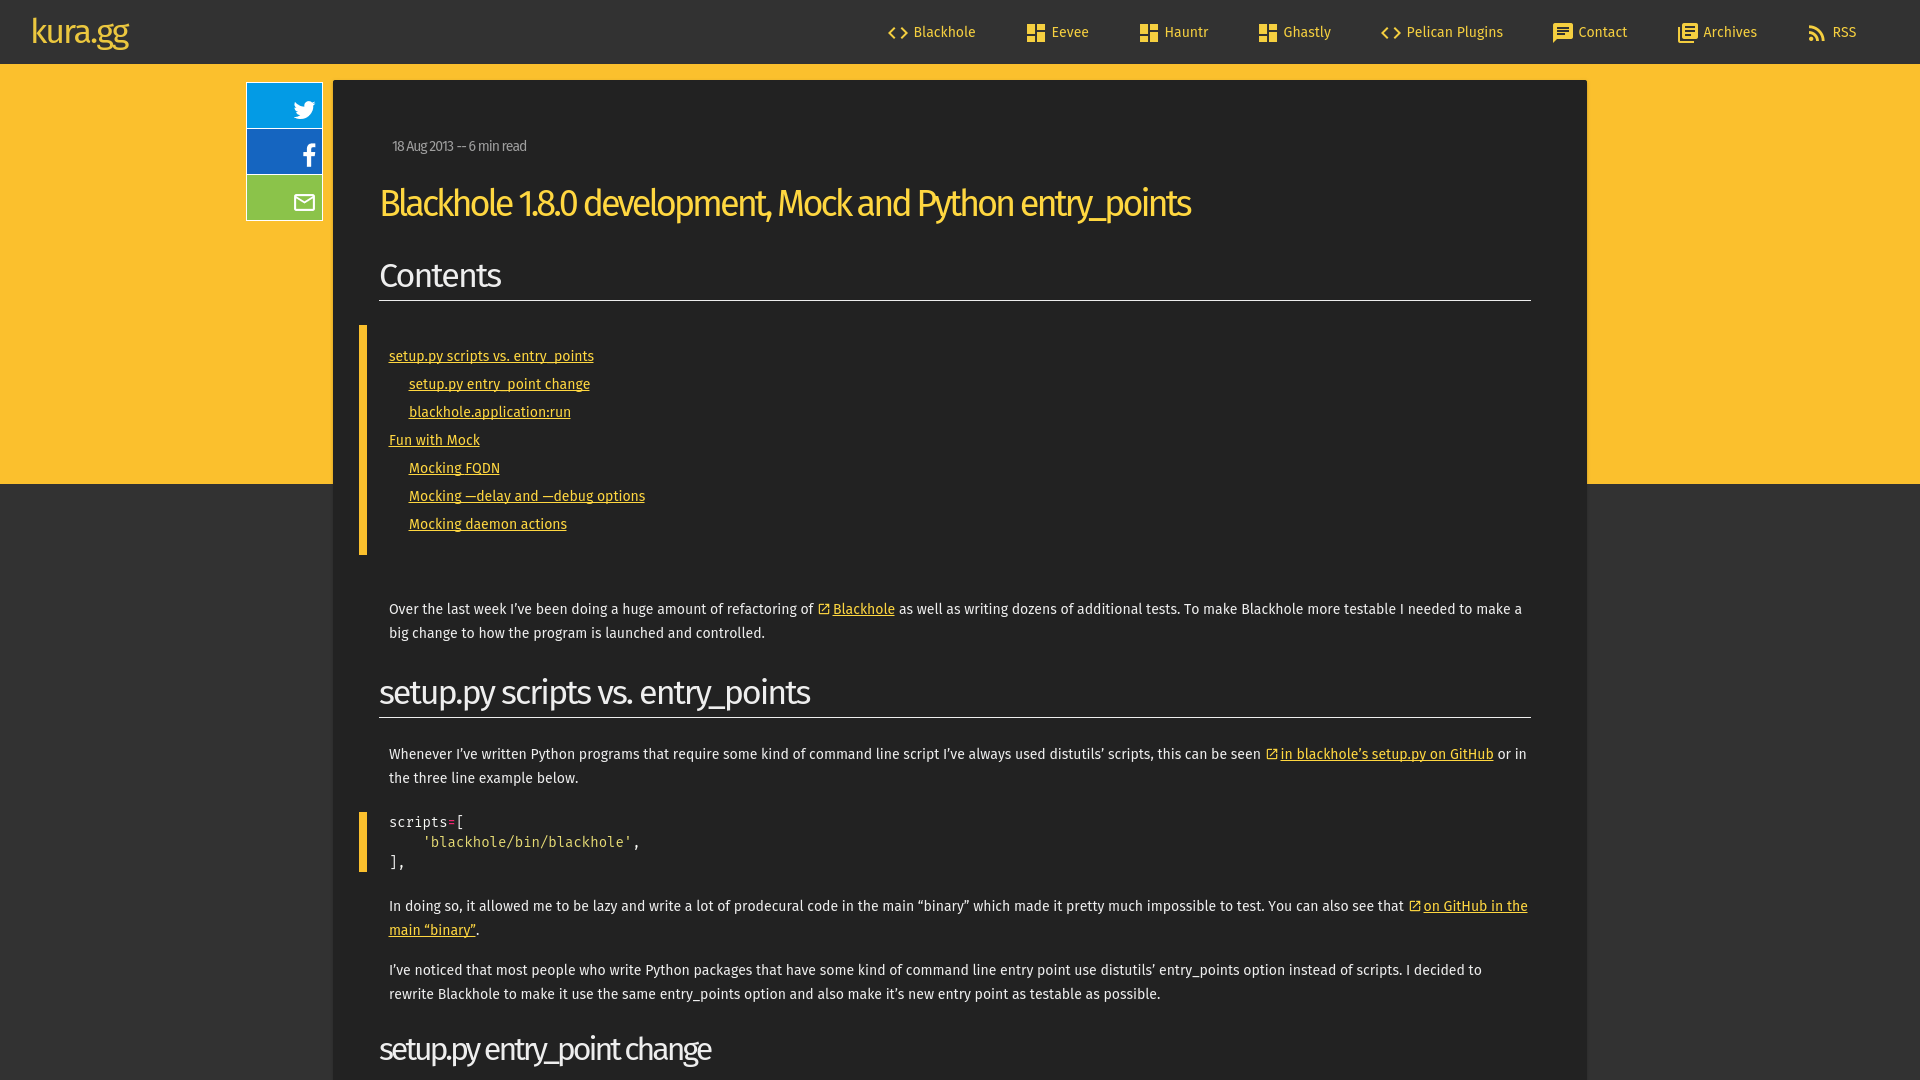 kura.gg
Blackhole
Eevee
Hauntr
Ghastly
Pelican Plugins
Contact
Archives
RSS
18 Aug 2013 -- 6 min read
Blackhole 1.8.0 development, Mock and Python entry_points
Contents
setup.py scripts vs. entry_points
setup.py entry_point change
blackhole.application:run
Fun with Mock
Mocking FQDN
Mocking —delay and —debug options
Mocking daemon actions
Over the last week I’ve been doing a huge amount of refactoring of Blackhole as well as writing dozens of additional tests. To make Blackhole more testable I needed to make a
big change to how the program is launched and controlled.
setup.py scripts vs. entry_points
Whenever I’ve written Python programs that require some kind of command line script I’ve always used distutils’ scripts, this can be seen in blackhole’s setup.py on GitHub or in
the three line example below.
scripts=[
    'blackhole/bin/blackhole',
],
In doing so, it allowed me to be lazy and write a lot of prodecural code in the main “binary” which made it pretty much impossible to test. You can also see that on GitHub in the
main “binary”.
I’ve noticed that most people who write Python packages that have some kind of command line entry point use distutils’ entry_points option instead of scripts. I decided to
rewrite Blackhole to make it use the same entry_points option and also make it’s new entry point as testable as possible.
setup.py entry_point change